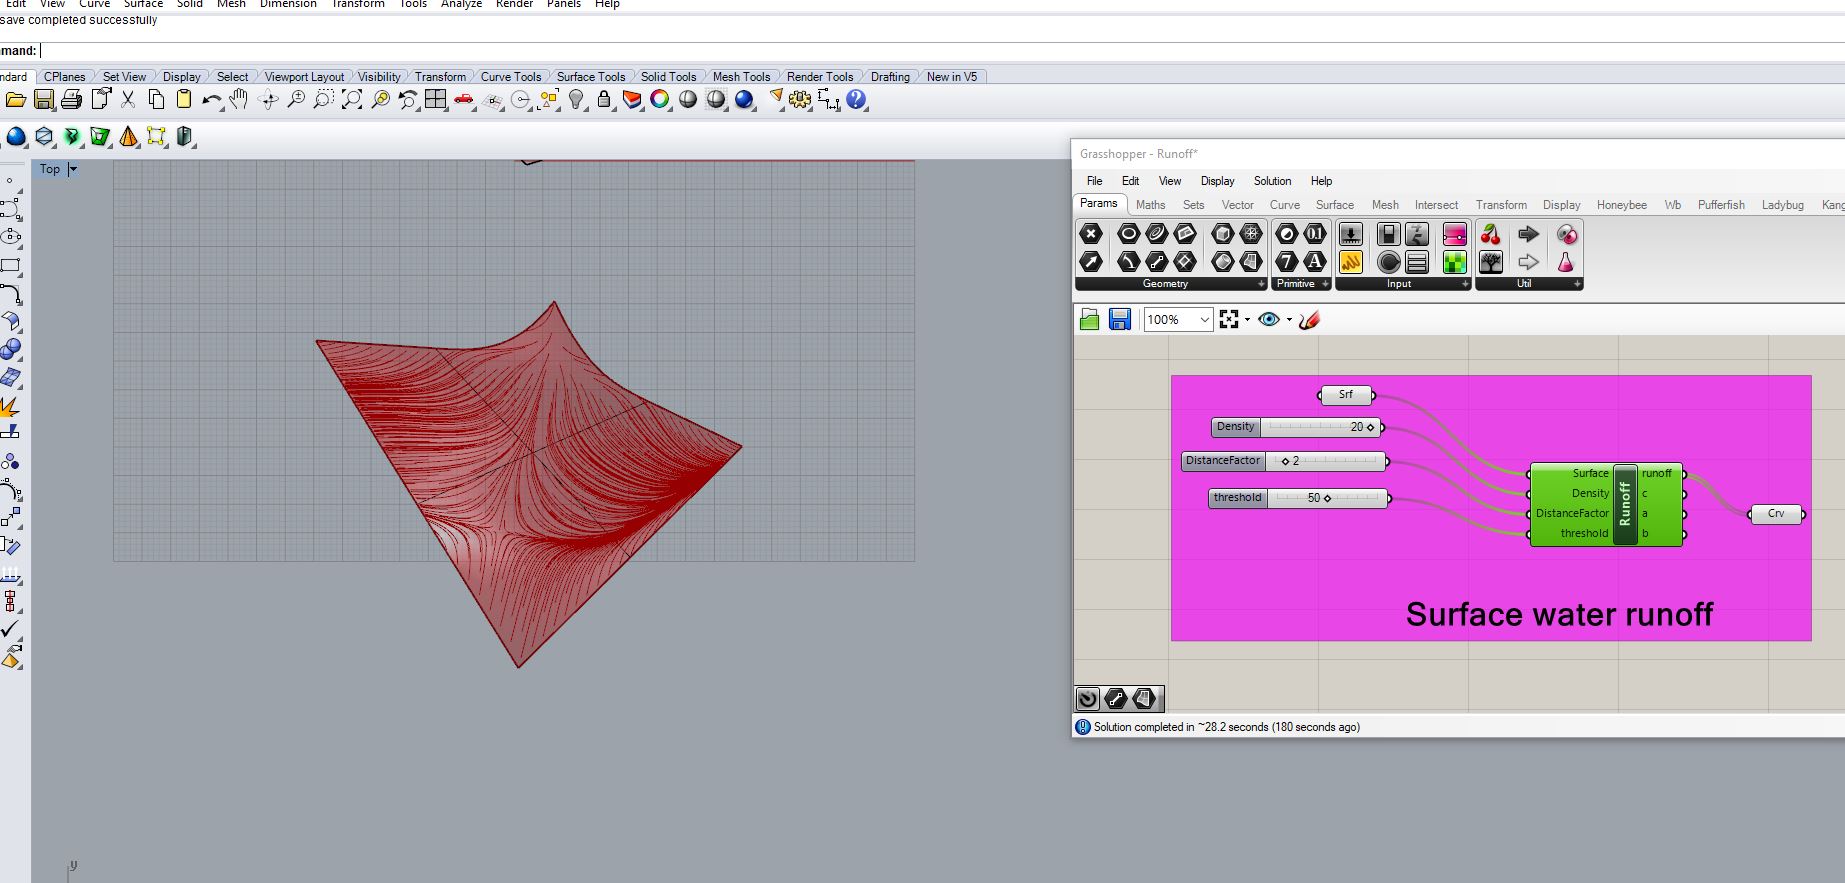 Edit View Curve Surface Solid Mesh Dimension Transform Tools Analyze Render Panels Help
save completed successfully
mmand:
ndard CPlanes Set View Display Select Viewport Layout Visibility Transform Curve Tools Surface Tools Solid Tools Mesh Tools Render Tools Drafting New in V5
Top
Grasshopper - Runoff*
File Edit View Display Solution Help
Params Maths Sets Vector Curve Surface Mesh Intersect Transform Display Honeybee Wb Pufferfish Ladybug Kang
Geometry Primitive Input Util
100%
Srf
Density 20
DistanceFactor 2
threshold 50
Surface runoff
Density c
DistanceFactor a
threshold b
Runoff
Crv
Surface water runoff
Solution completed in ~28.2 seconds (180 seconds ago)
y